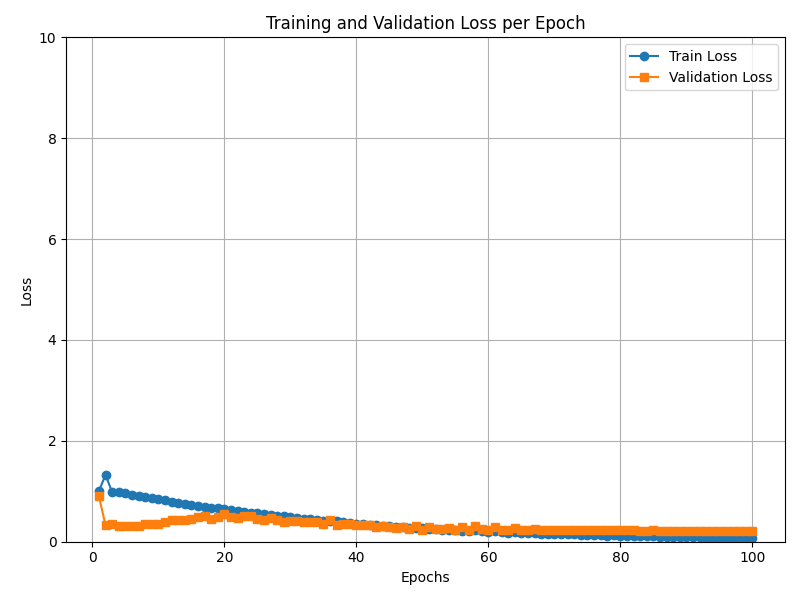 Training and Validation Loss per Epoch
Train Loss
Validation Loss
Loss
10
8
6
4
2
0
0 20 40 60 80 100
Epochs